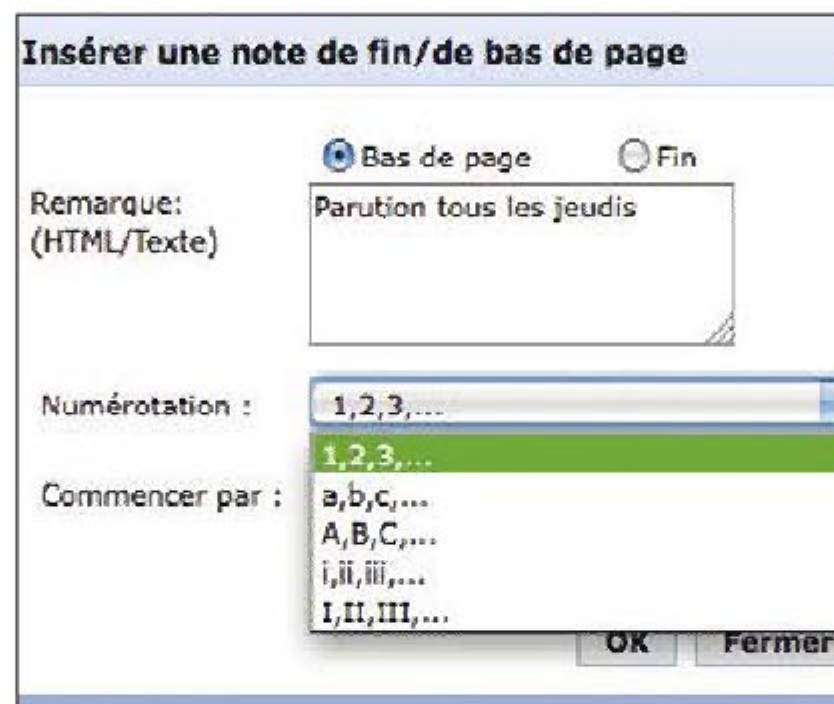 Insérer une note de fin/de bas de page
Bas de page Fin
Remarque:
(HTML/Texte)
Parution tous les jeudis
Numérotation : 1,2,3,...
1,2,3,...
Commencer par :
a,b,c,...
A,B,C,...
i,ii,iii,...
I,II,III,...
OK Fermer